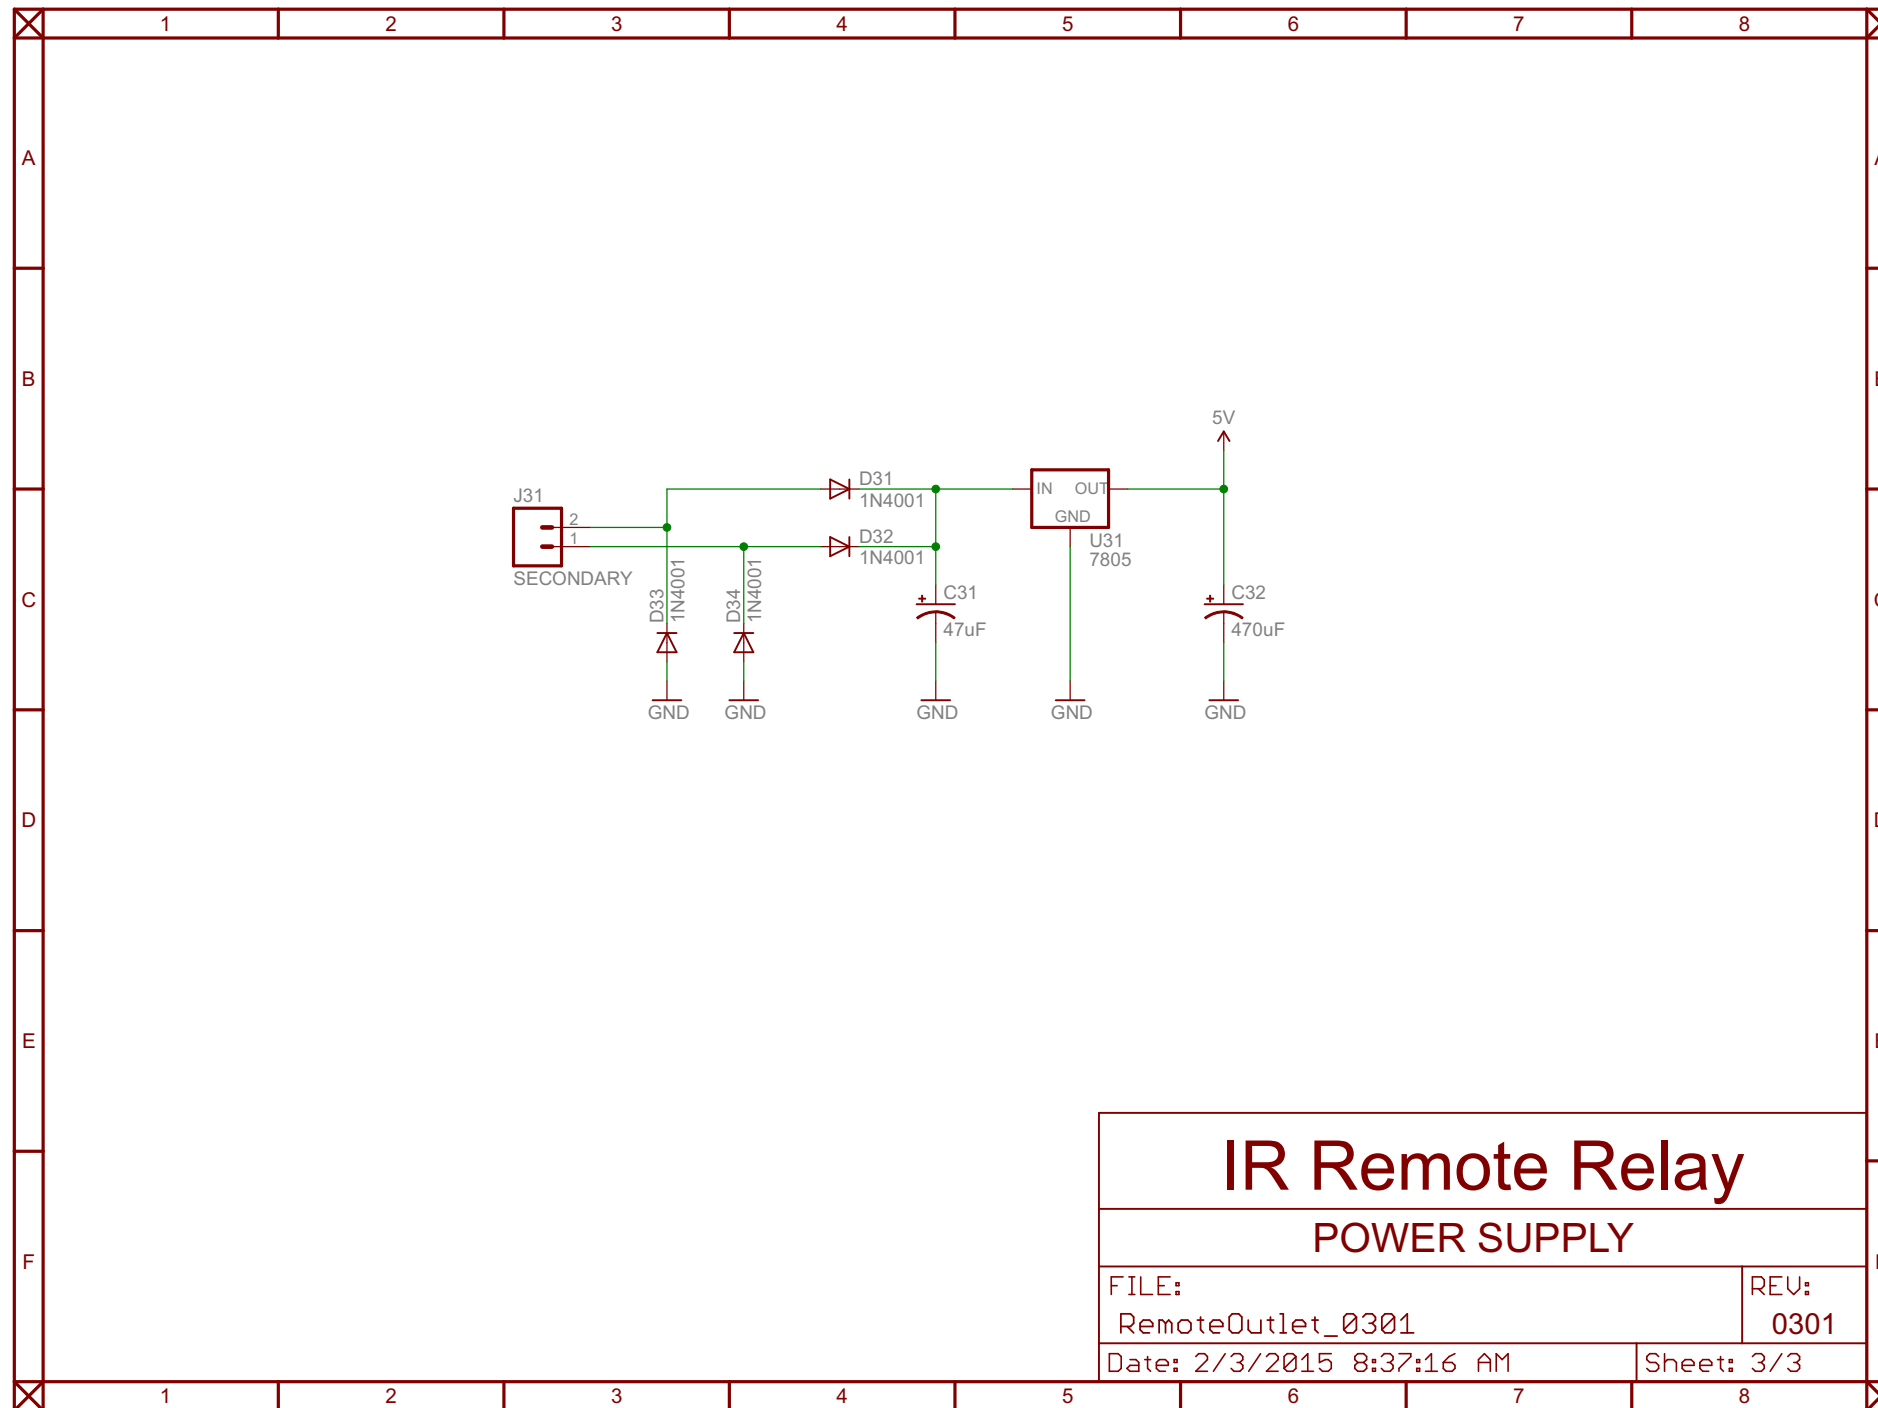 1 2 3 4 5 6 7 8
A
B
5V
D31
1N4001
IN OUT
GND
J31
2
1
SECONDARY
D32
1N4001
U31
7805
C
D33
1N4001
D34
1N4001
+ C31
47uF
+ C32
470uF
GND GND GND GND GND
D
E
F
IR Remote Relay
POWER SUPPLY
FILE: REV:
RemoteOutlet_0301 0301
Date: 2/3/2015 8:37:16 AM Sheet: 3/3
1 2 3 4 5 6 7 8